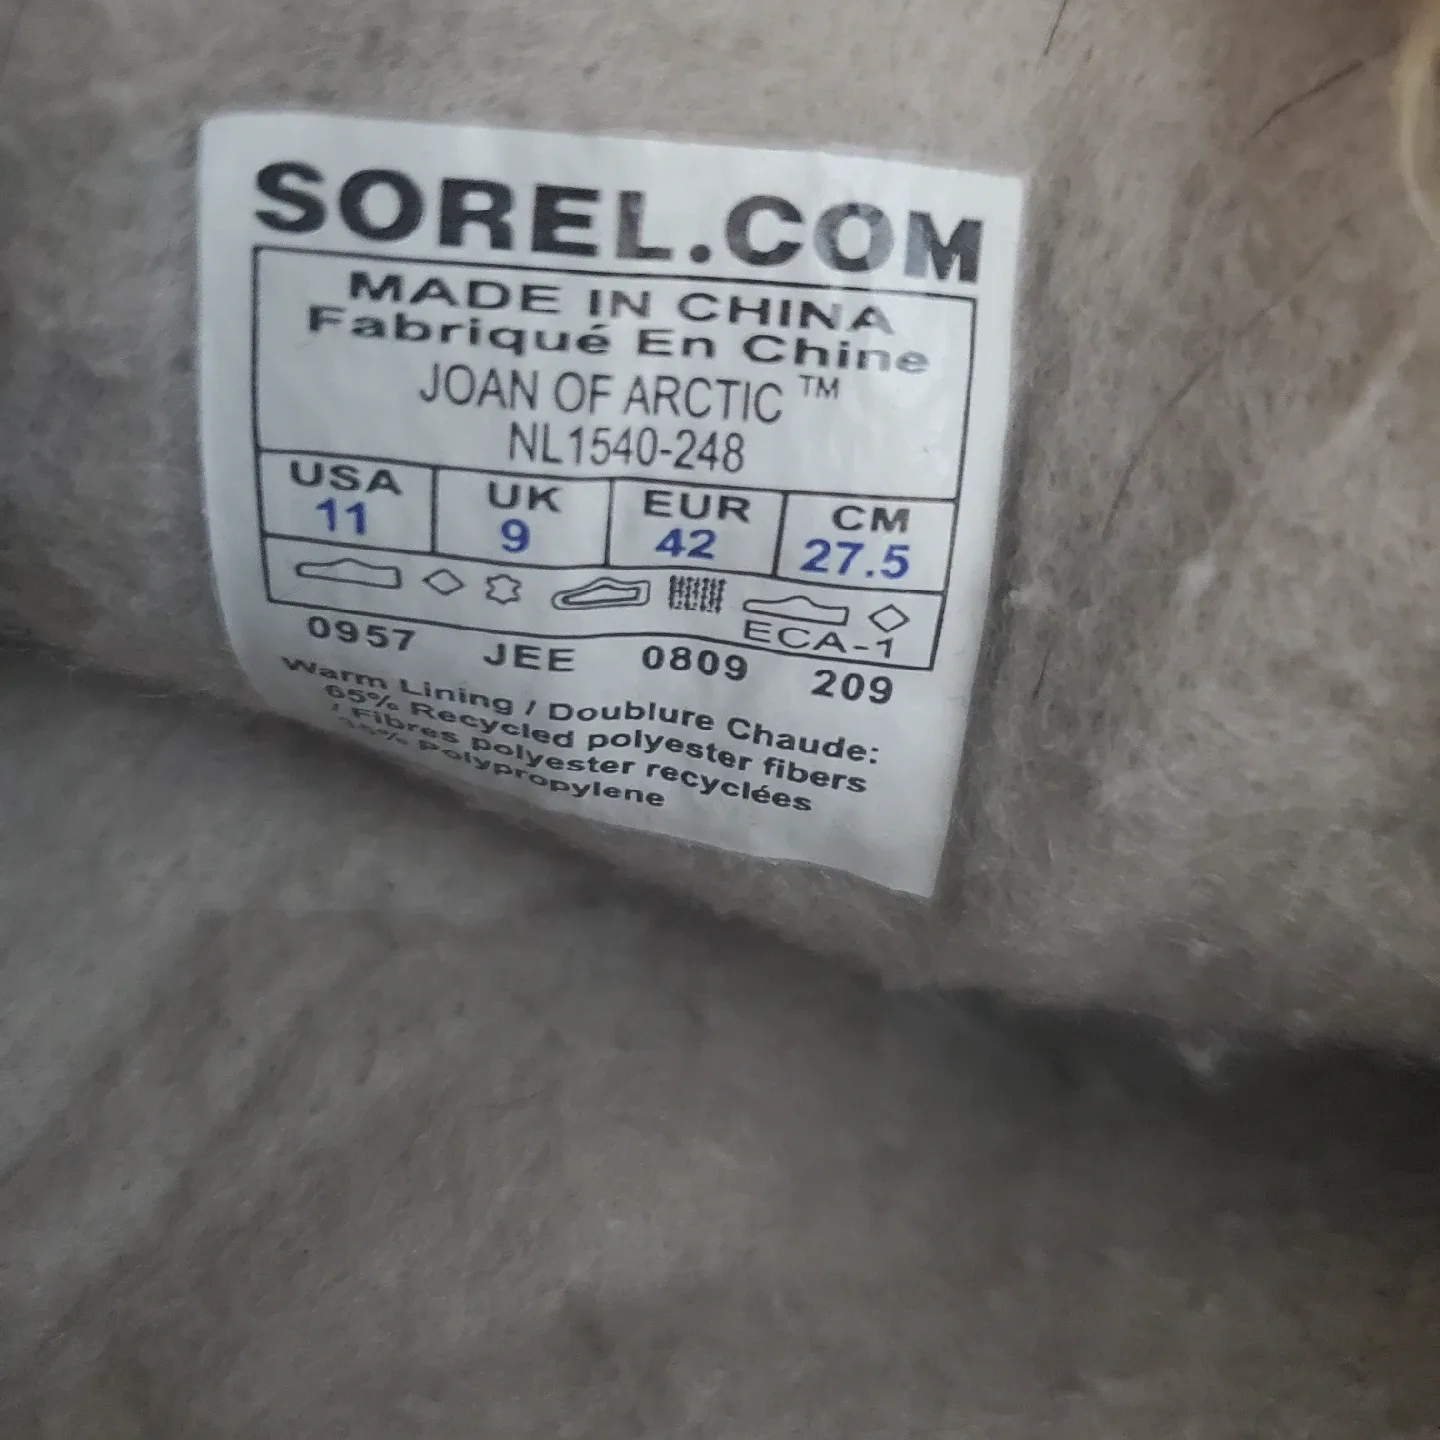 SOREL.COM
MADE IN CHINA
Fabriqué En Chine
JOAN OF ARCTIC ™
NL1540-248
USA UK EUR CM
11 9 42 27.5
ECA-1
0957 JEE 0809 209
Warm Lining / Doublure Chaude:
65% Recycled polyester fibers
/ Fibres polyester recyclées
Polypropylene